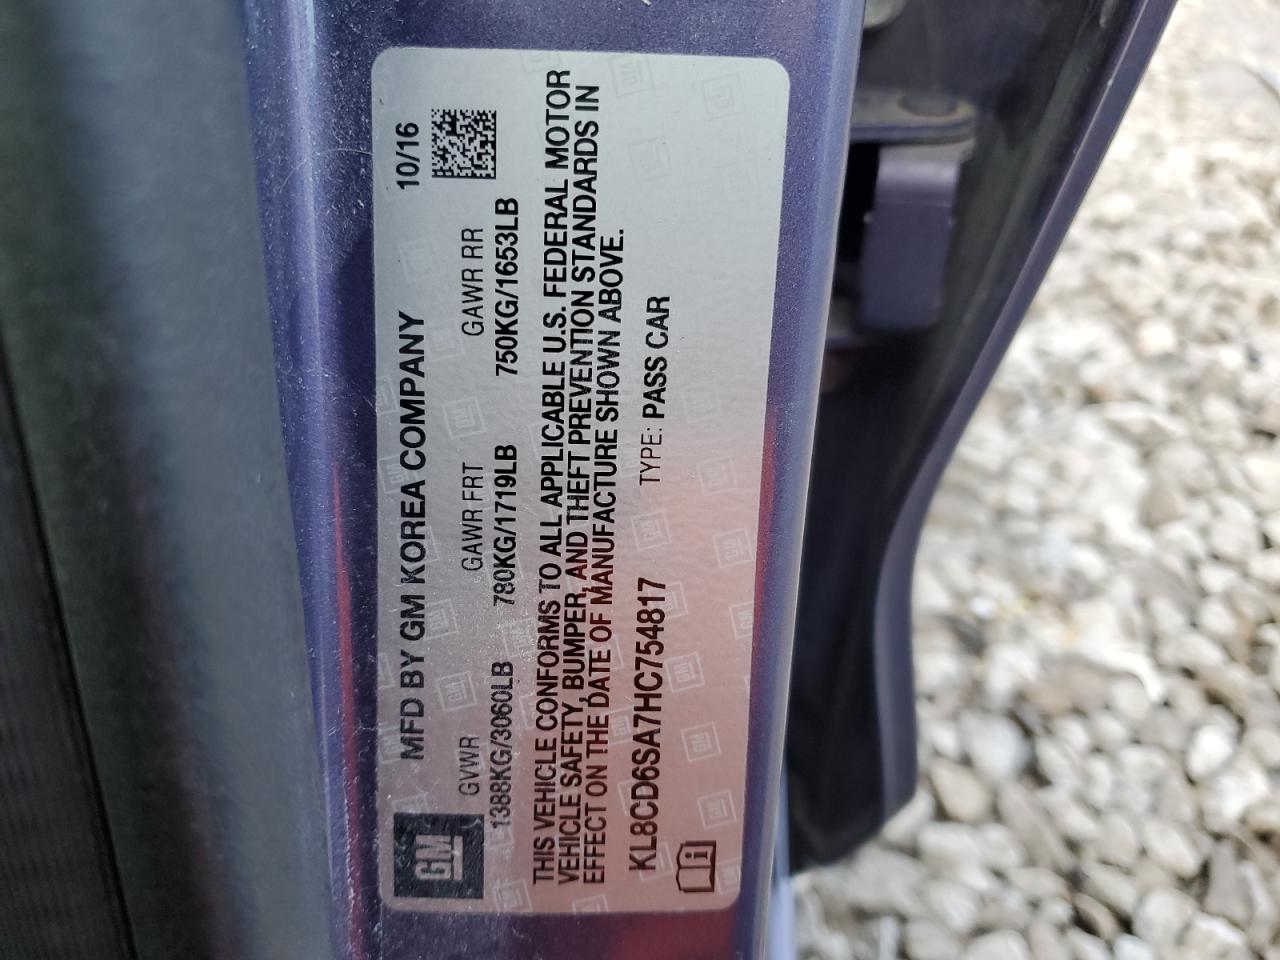 GM
MFD BY GM KOREA COMPANY 10/16
GVWR GAWR FRT GAWR RR
1388KG/3060LB 780KG/1719LB 750KG/1653LB
THIS VEHICLE CONFORMS TO ALL APPLICABLE U.S. FEDERAL MOTOR
VEHICLE SAFETY, BUMPER, AND THEFT PREVENTION STANDARDS IN
EFFECT ON THE DATE OF MANUFACTURE SHOWN ABOVE.
KL8CD6SA7HC754817 TYPE: PASS CAR